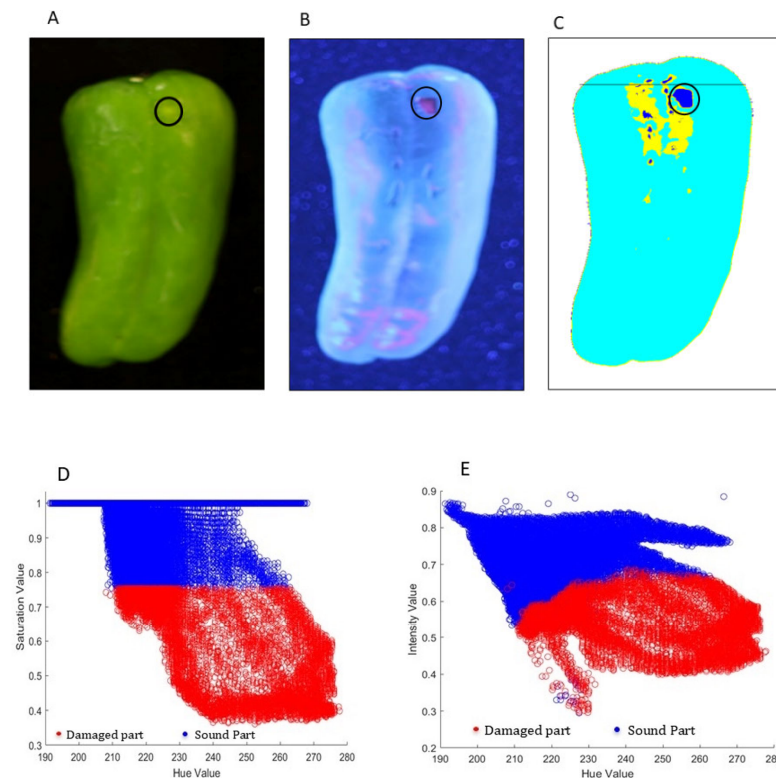 A
B
C
D
E
Saturation Value
1
0.9
0.8
0.7
0.6
0.5
0.4
0.3
Damaged part
Sound Part
190 200 210 220 230 240 250 260 270 280
Hue Value
Intensity Value
0.9
0.8
0.7
0.6
0.5
0.4
0.3
0.2
Damaged part
Sound Part
190 200 210 220 230 240 250 260 270
Hue Value